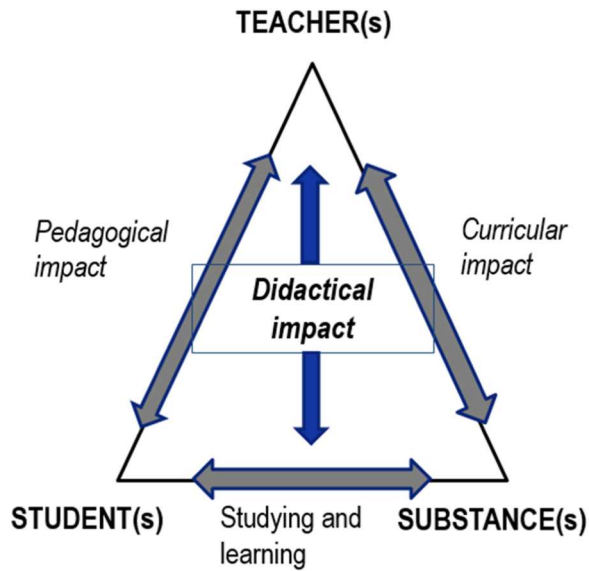 TEACHER(s)
Pedagogical
impact
Curricular
impact
Didactical
impact
STUDENT(s)
Studying and
learning
SUBSTANCE(s)